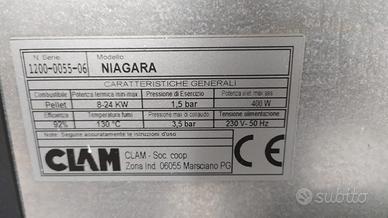 N. Serie Modello
1200-0055-06 NIAGARA
CARATTERISTICHE GENERALI
Combustibile Potenza termica min-max Pressione di Esercizio Potenza elet. max ass
Pellet 8-24 KW 1,5 bar 400 W
Efficienza Temperatura fumi Pressione max di collaudo Tensione alimentazione
92% 130 °C 3,5 bar 230 V- 50 Hz
Note: Seguire accuratamente le istruzioni d'uso
CLAM CLAM - Soc. coop CE
Zona Ind. 06055 Marsciano PG
subito